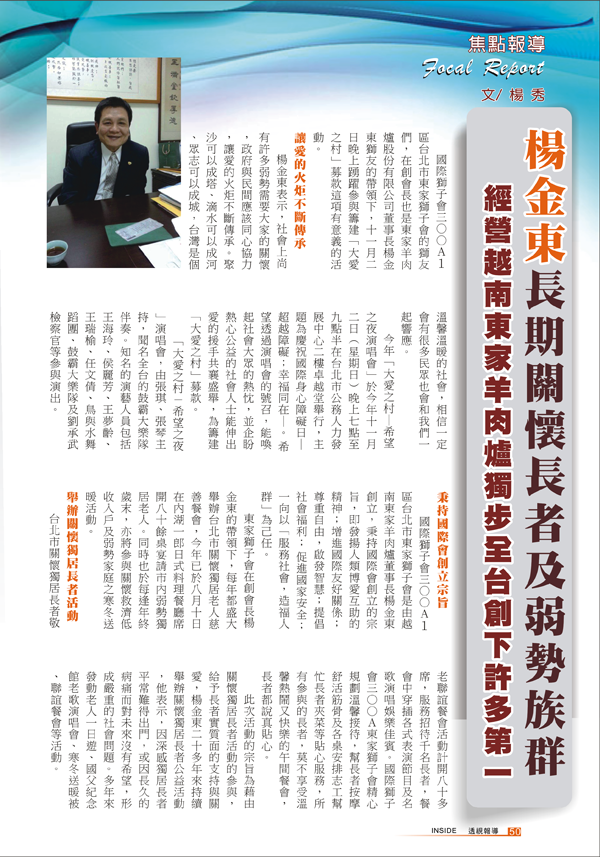 焦點報導
Focal Report
文/楊 秀
楊金東長期關懷長者及弱勢族群
經營越南東家羊肉爐獨步全台創下許多第一
國際獅子會三○○A1
區台北市東家獅子會的獅友
們，在創會長也是東家羊肉
爐股份有限公司董事長楊金
東獅友的帶領下，十一月二
日晚上踴躍參與籌建「大愛
之村」募款這項有意義的活
動。
讓愛的火炬不斷傳承
楊金東表示，社會上尚
有許多弱勢需要大家的關懷
，政府與民間應該同心協力
，讓愛的火炬不斷傳承。聚
沙可以成塔、滴水可以成河
、眾志可以成城，台灣是個
溫馨溫暖的社會，相信一定
會有很多民眾也會和我們一
起響應。
今年「大愛之村─希望
之夜演唱會」於今年十一月
二日（星期日）晚上七點至
九點半在台北市公務人力發
展中心二樓卓越堂舉行，主
題為慶祝國際身心障礙日─
超越障礙；幸福同在─。希
望透過演唱會的號召，能喚
起社會大眾的熱忱，並企盼
熱心公益的社會人士能伸出
愛的援手共襄盛舉，為籌建
「大愛之村」募款。
「大愛之村」希望之夜
」演唱會，由張琪、張琴主
持，聞名全台的鼓霸大樂隊
伴奏。知名的演藝人員包括
王海玲、侯麗芳、王夢齡、
王瑞榆、任文倩、鳥與水舞
蹈團、鼓霸大樂隊及劉承武
檢察官等參與演出。
秉持國際會創立宗旨
國際獅子會三○○A1
區台北市東家獅子會是由越
南東家羊肉爐董事長楊金東
創立，秉持國際會創立的宗
旨，即發揚人類博愛互助的
精神；增進國際友好關係；
尊重自由，啟發智慧；提倡
社會福利；促進國家安全；
一向以「服務社會，造福人
群」為己任。
東家獅子會在創會長楊
金東的帶領下，每年都盛大
舉辦台北市關懷獨居老人慈
善餐會，今年已於八月十日
在內湖一郎日式料理餐廳席
開八十餘桌宴請市內弱勢獨
居老人。同時也於每逢年終
歲末，亦將參與關懷救濟低
收入戶及弱勢家庭之寒冬送
暖活動。
舉辦關懷獨居長者活動
台北市關懷獨居長者敬
老聯誼餐會活動計開八十多
席，服務招待千名長者，餐
會中穿插各式表演節目及名
歌演唱娛樂佳賓。國際獅子
會三○○A東家獅子會精心
規劃溫馨接待，幫長者按摩
舒活筋骨及各桌安排志工幫
忙長者夾菜等貼心服務，所
有參與的長者，莫不享受溫
馨熱鬧又快樂的午間餐會，
長者都說真貼心。
此次活動的宗旨為藉由
關懷獨居長者活動的參與，
給予長者實質面的支持與關
愛，楊金東二十多年來持續
舉辦關懷獨居長者公益活動
，他表示，因深感獨居長者
平常難得出門，或因長久的
病痛而對未來沒有希望，形
成嚴重的社會問題。多年來
發動老人一日遊、國父紀念
館老歌演唱會、寒冬送暖被
、聯誼餐會等活動。
INSIDE 透視報導 50